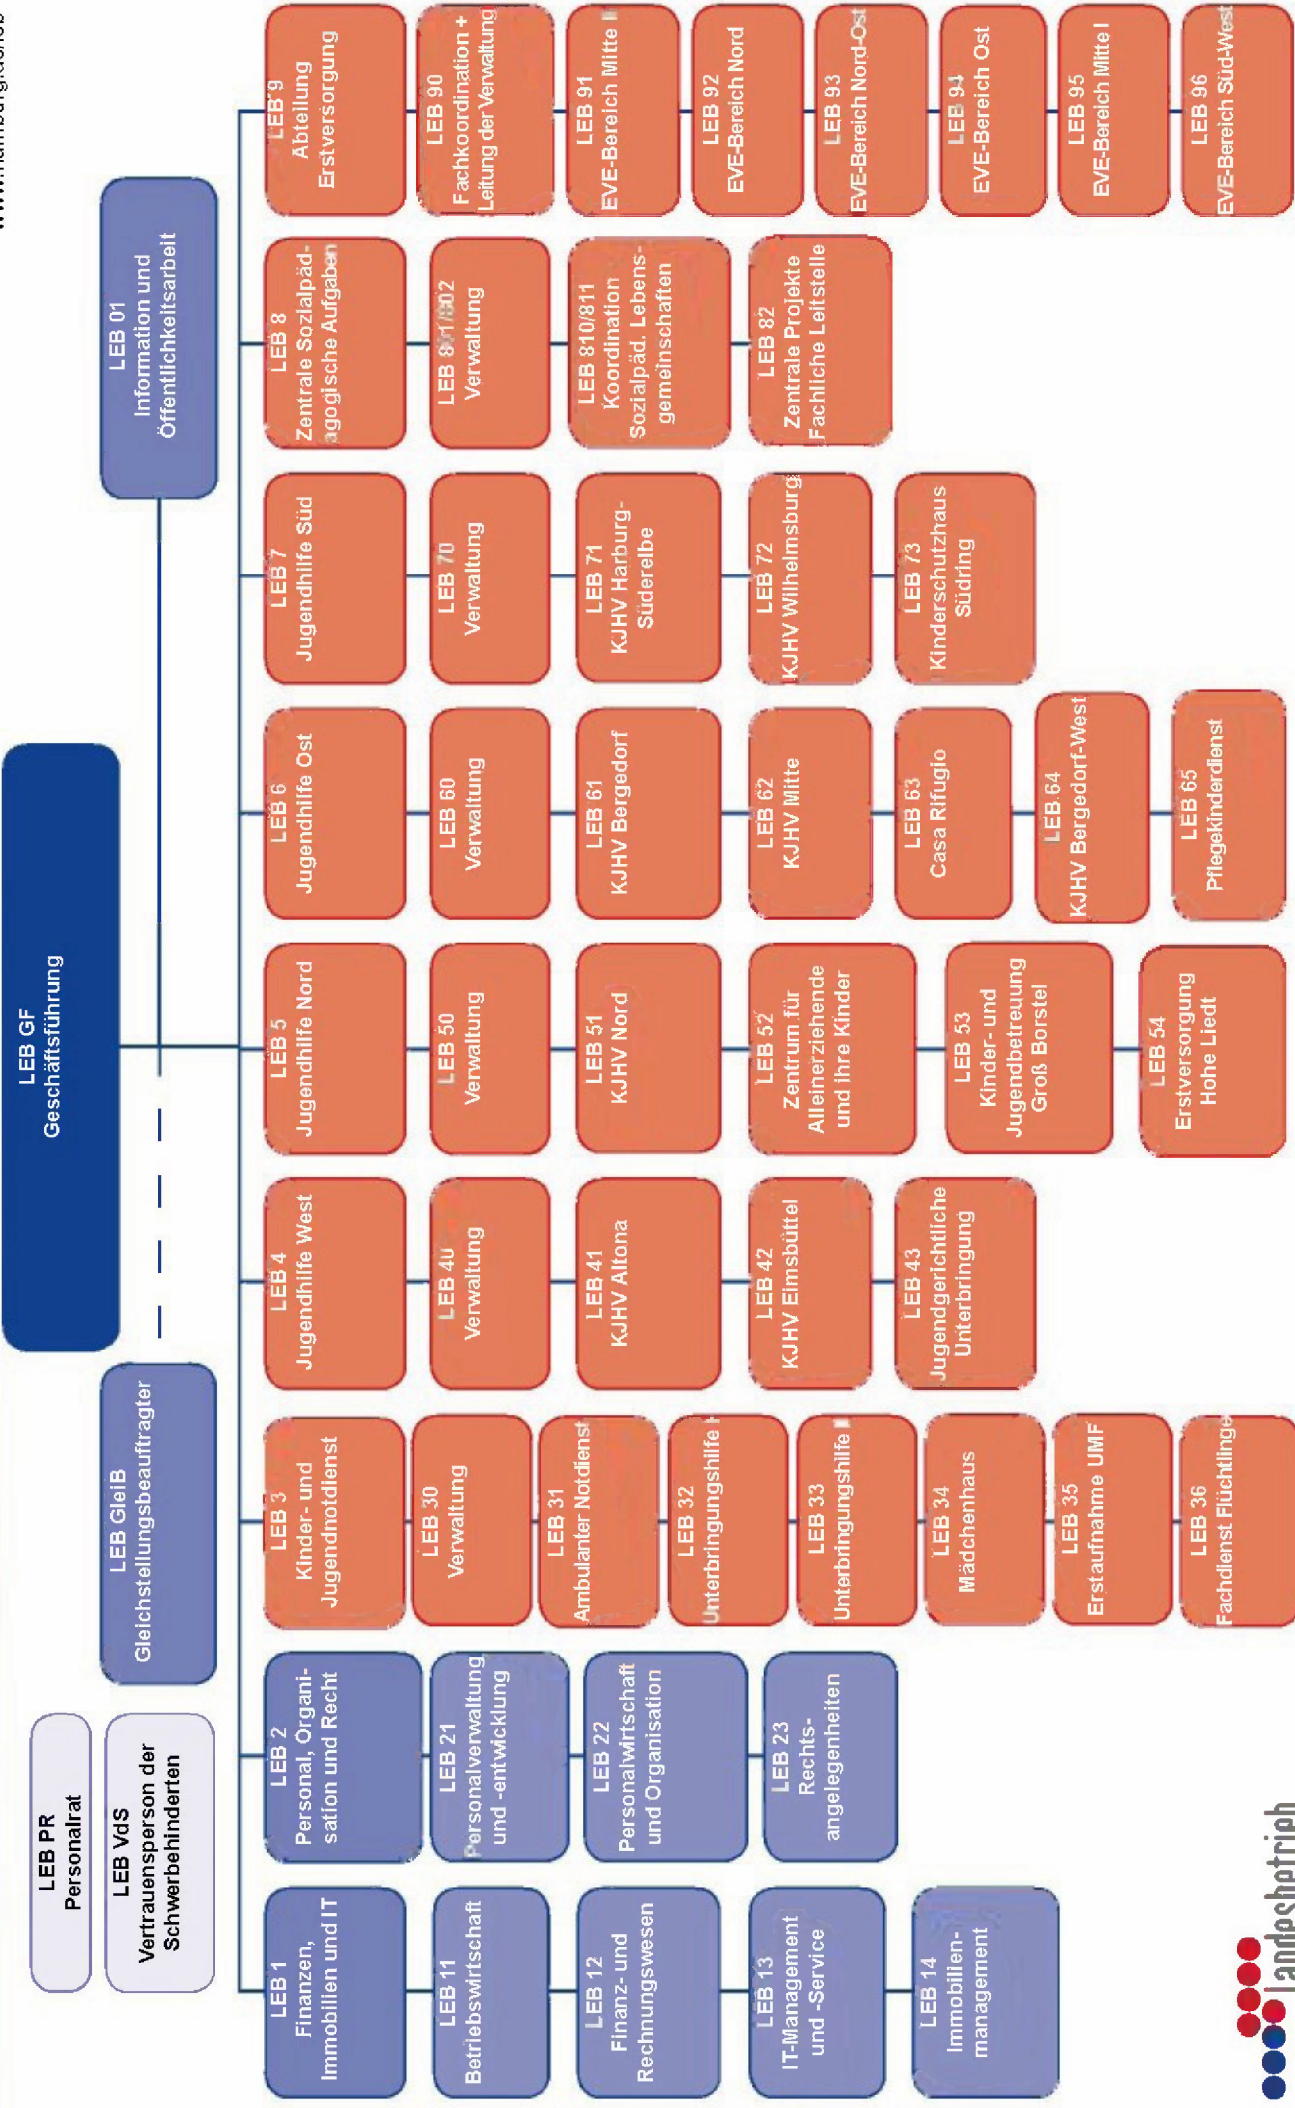 LEB GF
Geschäftsführung
LEB PR
Personalrat
LEB VdS
Vertrauensperson der
Schwerbehinderten
LEB GleiB
Gleichstellungsbeauftragter
LEB 01
Information und
Öffentlichkeitsarbeit
LEB 1
Finanzen,
Immobilien und IT
LEB 11
Betriebswirtschaft
LEB 12
Finanz- und
Rechnungswesen
LEB 13
IT-Management
und -Service
LEB 14
Immobilien-
management
LEB 2
Personal, Organi-
sation und Recht
LEB 21
Personalverwaltung
und -entwicklung
LEB 22
Personalwirtschaft
und Organisation
LEB 23
Rechts-
angelegenheiten
LEB 3
Kinder- und
Jugendnotdienst
LEB 30
Verwaltung
LEB 31
Ambulanter Notdienst
LEB 32
Unterbringungshilfe I
LEB 33
Unterbringungshilfe
LEB 34
Mädchenhaus
LEB 35
Erstaufnahme UMF
LEB 36
Fachdienst Flüchtlinge
LEB 4
Jugendhilfe West
LEB 40
Verwaltung
LEB 41
KJHV Altona
LEB 42
KJHV Eimsbüttel
LEB 43
Jugendgerichtliche
Unterbringung
LEB 5
Jugendhilfe Nord
LEB 50
Verwaltung
LEB 51
KJHV Nord
LEB 52
Zentrum für
Alleinerziehende
und ihre Kinder
LEB 53
Kinder- und
Jugendbetreuung
Groß Borstel
LEB 54
Erstversorgung
Hohe Liedt
LEB 6
Jugendhilfe Ost
LEB 60
Verwaltung
LEB 61
KJHV Bergedorf
LEB 62
KJHV Mitte
LEB 63
Casa Rifugio
LEB 64
KJHV Bergedorf-West
LEB 65
Pflegekinderdienst
LEB 7
Jugendhilfe Süd
LEB 70
Verwaltung
LEB 71
KJHV Harburg-
Süderelbe
LEB 72
KJHV Wilhelmsburg
LEB 73
Kinderschutzhaus
Südring
LEB 8
Zentrale Sozialpäd-
agogische Aufgaben
LEB 801/802
Verwaltung
LEB 810/811
Koordination
Sozialpäd. Lebens-
gemeinschaften
LEB 82
Zentrale Projekte
Fachliche Leitstelle
LEB 9
Abteilung
Erstversorgung
LEB 90
Fachkoordination +
Leitung der Verwaltung
LEB 91
EVE-Bereich Mitte II
LEB 92
EVE-Bereich Nord
LEB 93
EVE-Bereich Nord-Ost
LEB 94
EVE-Bereich Ost
LEB 95
EVE-Bereich Mitte I
LEB 96
EVE-Bereich Süd-West
landesbetrieb